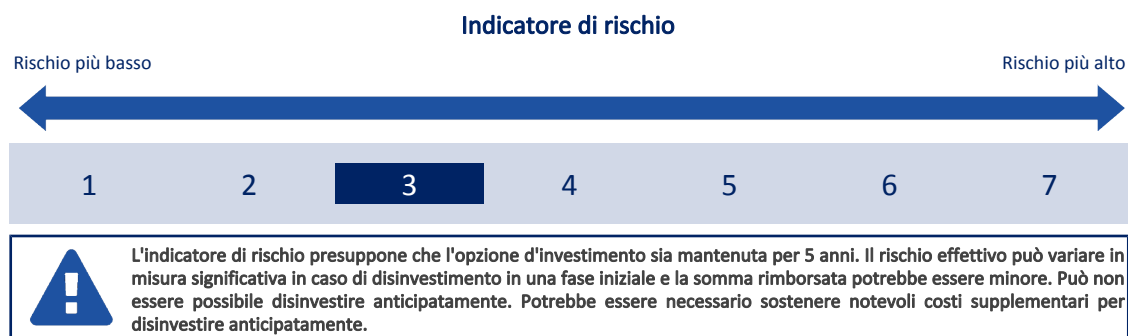 Indicatore di rischio
Rischio più basso
Rischio più alto
1 2 3 4 5 6 7
L'indicatore di rischio presuppone che l'opzione d'investimento sia mantenuta per 5 anni. Il rischio effettivo può variare in
misura significativa in caso di disinvestimento in una fase iniziale e la somma rimborsata potrebbe essere minore. Può non
essere possibile disinvestire anticipatamente. Potrebbe essere necessario sostenere notevoli costi supplementari per
disinvestire anticipatamente.